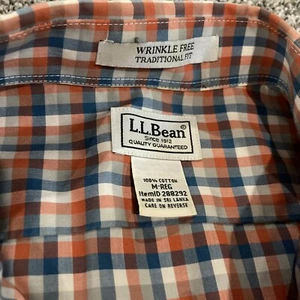 WRINKLE FREE
TRADITIONAL FIT
L.L.Bean
Since 1912
QUALITY GUARANTEED
100% COTTON
M-REG
ItemID 288292
MADE IN SRI LANKA
CARE ON REVERSE